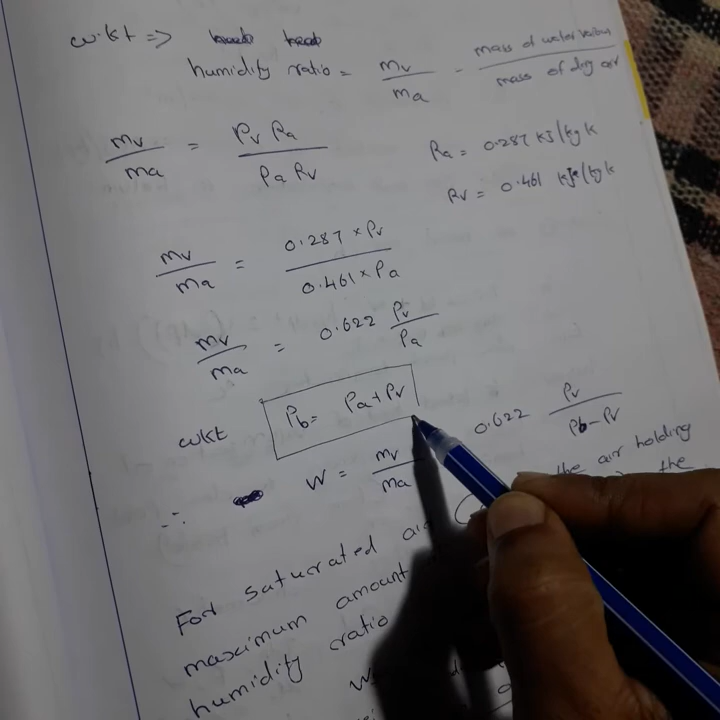 wkt => humidity ratio = mv/ma = mass of water vapour/mass of dry air
mv/ma = Pv Ra/Pa Rv
Ra = 0.287 KJ/kg K
Rv = 0.461 KJ/kg K
mv/ma = 0.287 × Pv/0.461 × Pa
mv/ma = 0.622 Pv/Pa
wkt Pb = Pa + Pv
∴ W = mv/ma 0.622 Pv/Pb - Pv
For saturated air ( the air holding
maximum amount the
humidity ratio